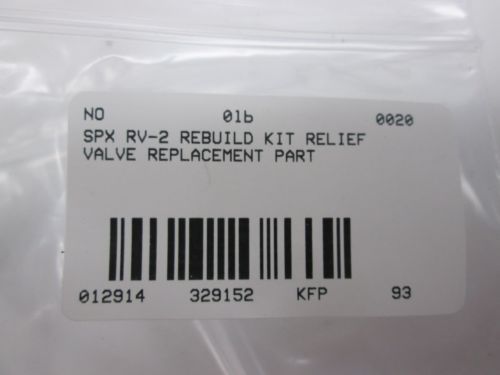 NO 01b 0020
SPX RV-2 REBUILD KIT RELIEF
VALVE REPLACEMENT PART
012914 329152 KFP 93